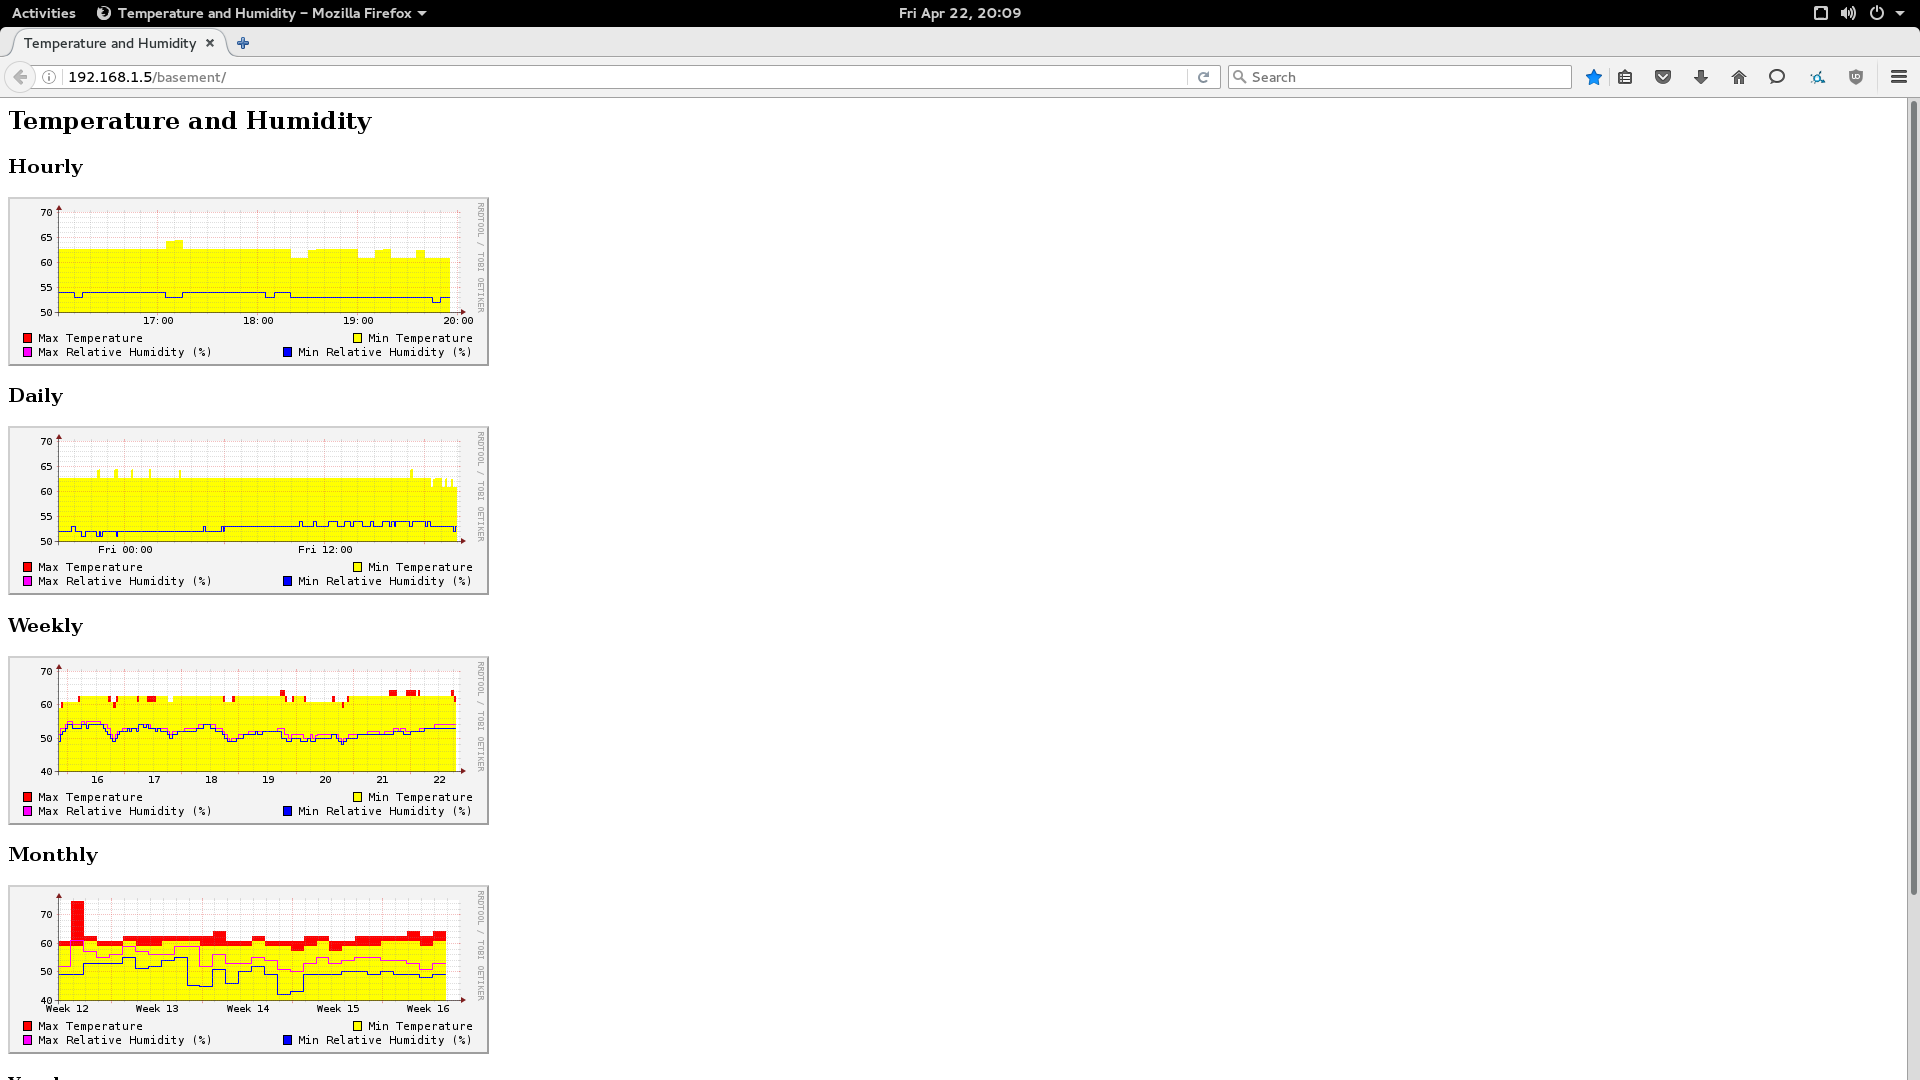 Activities Temperature and Humidity – Mozilla Firefox Fri Apr 22, 20:09
Temperature and Humidity
192.168.1.5/basement/ Search
Temperature and Humidity
Hourly
70
65
60
55
50
17:00 18:00 19:00 20:00
RRDTOOL / TOBI OETIKER
Max Temperature Min Temperature
Max Relative Humidity (%) Min Relative Humidity (%)
Daily
70
65
60
55
50
Fri 00:00 Fri 12:00
RRDTOOL / TOBI OETIKER
Max Temperature Min Temperature
Max Relative Humidity (%) Min Relative Humidity (%)
Weekly
70
60
50
40
16 17 18 19 20 21 22
RRDTOOL / TOBI OETIKER
Max Temperature Min Temperature
Max Relative Humidity (%) Min Relative Humidity (%)
Monthly
70
60
50
40
Week 12 Week 13 Week 14 Week 15 Week 16
RRDTOOL / TOBI OETIKER
Max Temperature Min Temperature
Max Relative Humidity (%) Min Relative Humidity (%)